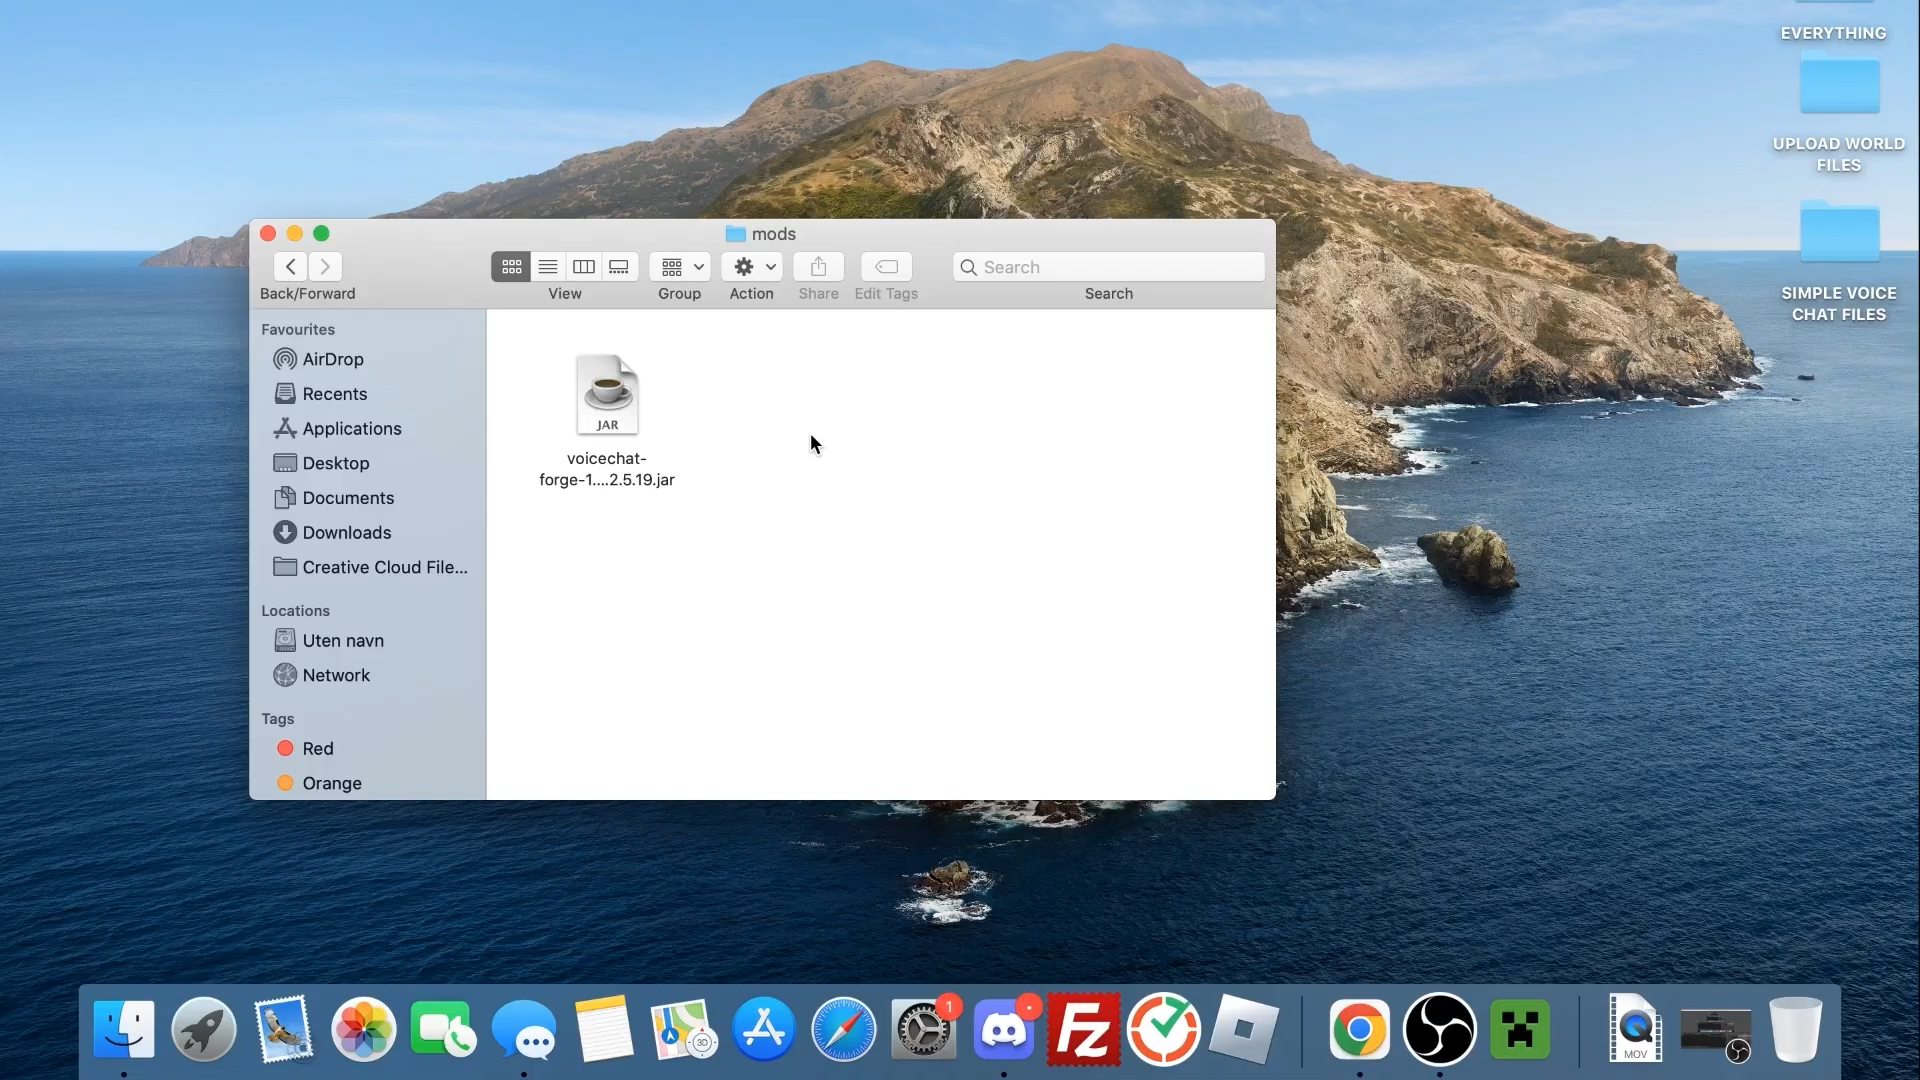 EVERYTHING
UPLOAD WORLD
FILES
SIMPLE VOICE
CHAT FILES
mods
Search
Back/Forward
View
Group
Action
Share
Edit Tags
Search
Favourites
AirDrop
Recents
Applications
Desktop
Documents
Downloads
Creative Cloud File...
Locations
Uten navn
Network
Tags
Red
Orange
JAR
voicechat-
forge-1....2.5.19.jar
1
3D
Fz
MOV